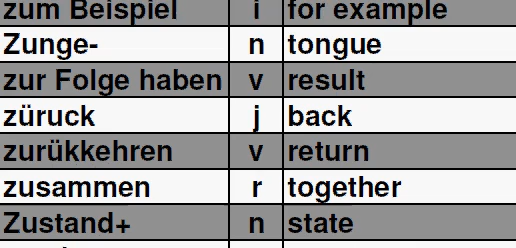 zum Beispiel i for example
Zunge- n tongue
zur Folge haben v result
züruck j back
zurükkehren v return
zusammen r together
Zustand+ n state